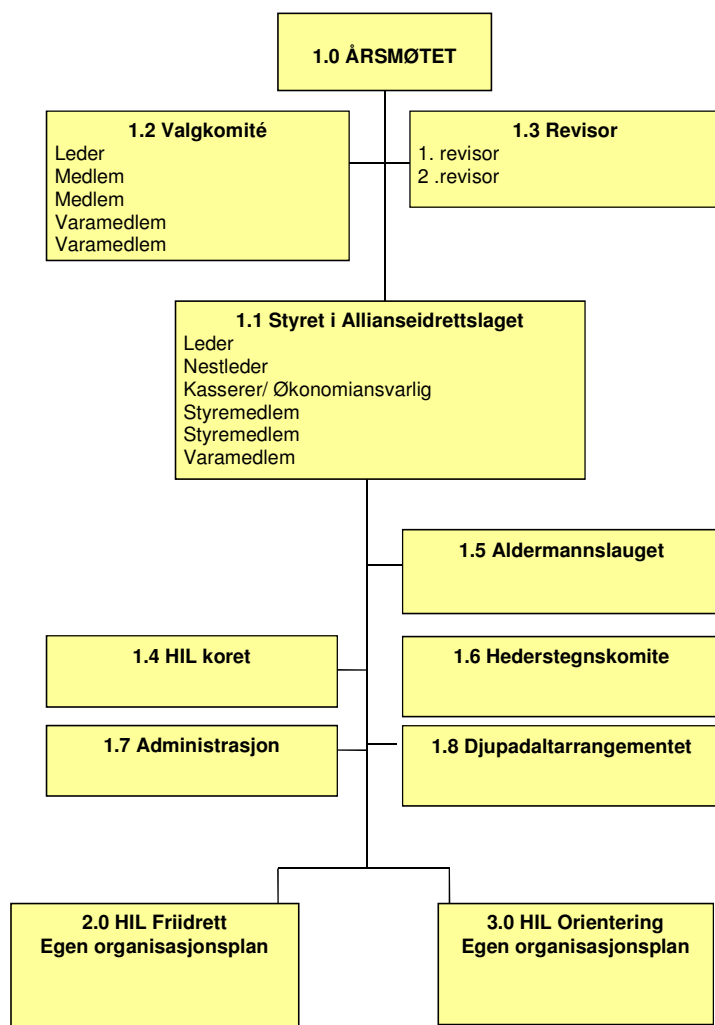 1.0 ÅRSMØTET
1.2 Valgkomité
Leder
Medlem
Medlem
Varamedlem
Varamedlem
1.3 Revisor
1. revisor
2 .revisor
1.1 Styret i Allianseidrettslaget
Leder
Nestleder
Kasserer/ Økonomiansvarlig
Styremedlem
Styremedlem
Varamedlem
1.5 Aldermannslauget
1.4 HIL koret
1.6 Hederstegnskomite
1.7 Administrasjon
1.8 Djupadaltarrangementet
2.0 HIL Friidrett
Egen organisasjonsplan
3.0 HIL Orientering
Egen organisasjonsplan